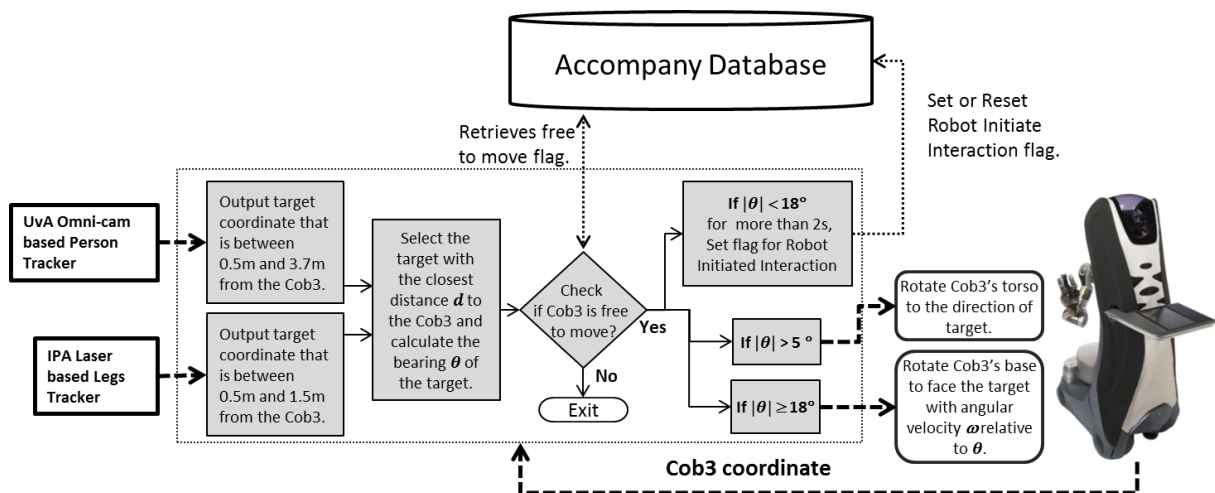 Accompany Database
Retrieves free
to move flag.
Set or Reset
Robot Initiate
Interaction flag.
UvA Omni-cam
based Person
Tracker
Output target
coordinate that
is between
0.5m and 3.7m
from the Cob3.
IPA Laser
based Legs
Tracker
Output target
coordinate that
is between
0.5m and 1.5m
from the Cob3.
Select the
target with
the closest
distance d to
the Cob3 and
calculate the
bearing θ of
the target.
Check
if Cob3 is free
to move?
Yes
No
Exit
If |θ| < 18°
for more than 2s,
Set flag for Robot
Initiated Interaction
If |θ| > 5 °
If |θ| ≥ 18°
Rotate Cob3's torso
to the direction of
target.
Rotate Cob3's base
to face the target
with angular
velocity ω relative
to θ.
Cob3 coordinate